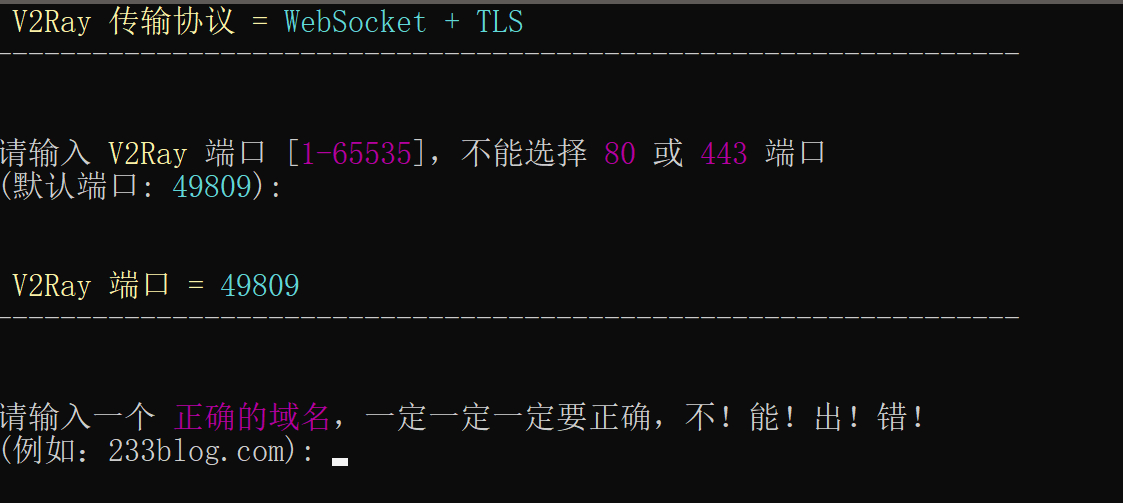 V2Ray 传输协议 = WebSocket + TLS
----------------------------------------------------------------
请输入 V2Ray 端口 [1-65535]，不能选择 80 或 443 端口
(默认端口: 49809):
V2Ray 端口 = 49809
----------------------------------------------------------------
请输入一个 正确的域名，一定一定一定要正确，不！能！出！错！
(例如：233blog.com):